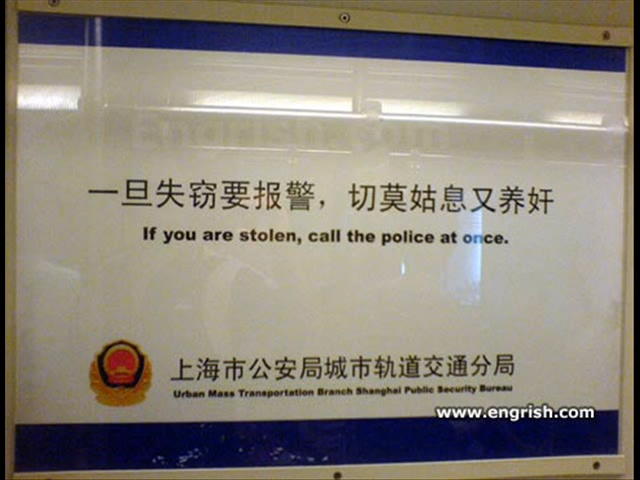 一旦失窃要报警，切莫姑息又养奸
If you are stolen, call the police at once.
上海市公安局城市轨道交通分局
Urban Mass Transportation Branch Shanghai Public Security Bureau
www.engrish.com